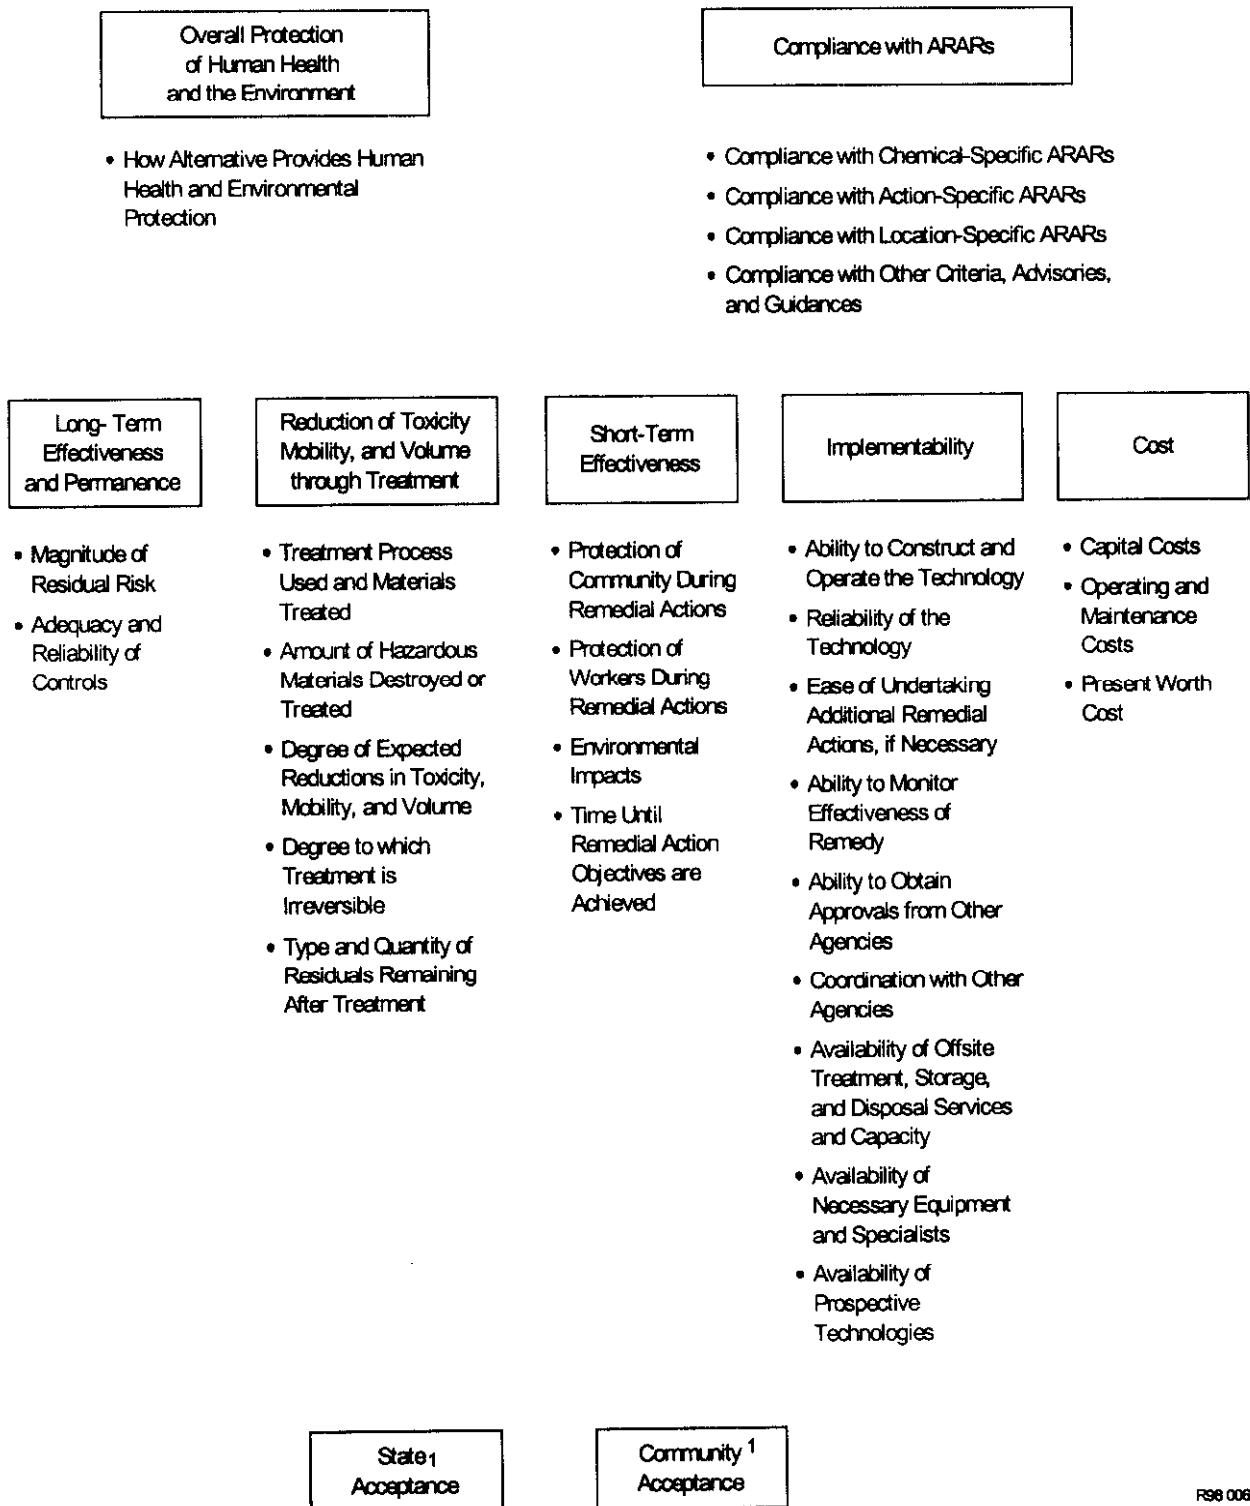 Overall Protection
of Human Health
and the Environment
• How Alternative Provides Human
Health and Environmental
Protection
Compliance with ARARs
• Compliance with Chemical-Specific ARARs
• Compliance with Action-Specific ARARs
• Compliance with Location-Specific ARARs
• Compliance with Other Criteria, Advisories,
and Guidances
Long- Term
Effectiveness
and Permanence
• Magnitude of
Residual Risk
• Adequacy and
Reliability of
Controls
Reduction of Toxicity
Mobility, and Volume
through Treatment
• Treatment Process
Used and Materials
Treated
• Amount of Hazardous
Materials Destroyed or
Treated
• Degree of Expected
Reductions in Toxicity,
Mobility, and Volume
• Degree to which
Treatment is
Irreversible
• Type and Quantity of
Residuals Remaining
After Treatment
Short-Term
Effectiveness
• Protection of
Community During
Remedial Actions
• Protection of
Workers During
Remedial Actions
• Environmental
Impacts
• Time Until
Remedial Action
Objectives are
Achieved
Implementability
• Ability to Construct and
Operate the Technology
• Reliability of the
Technology
• Ease of Undertaking
Additional Remedial
Actions, if Necessary
• Ability to Monitor
Effectiveness of
Remedy
• Ability to Obtain
Approvals from Other
Agencies
• Coordination with Other
Agencies
• Availability of Offsite
Treatment, Storage,
and Disposal Services
and Capacity
• Availability of
Necessary Equipment
and Specialists
• Availability of
Prospective
Technologies
Cost
• Capital Costs
• Operating and
Maintenance
Costs
• Present Worth
Cost
State1
Acceptance
Community 1
Acceptance
R98 006